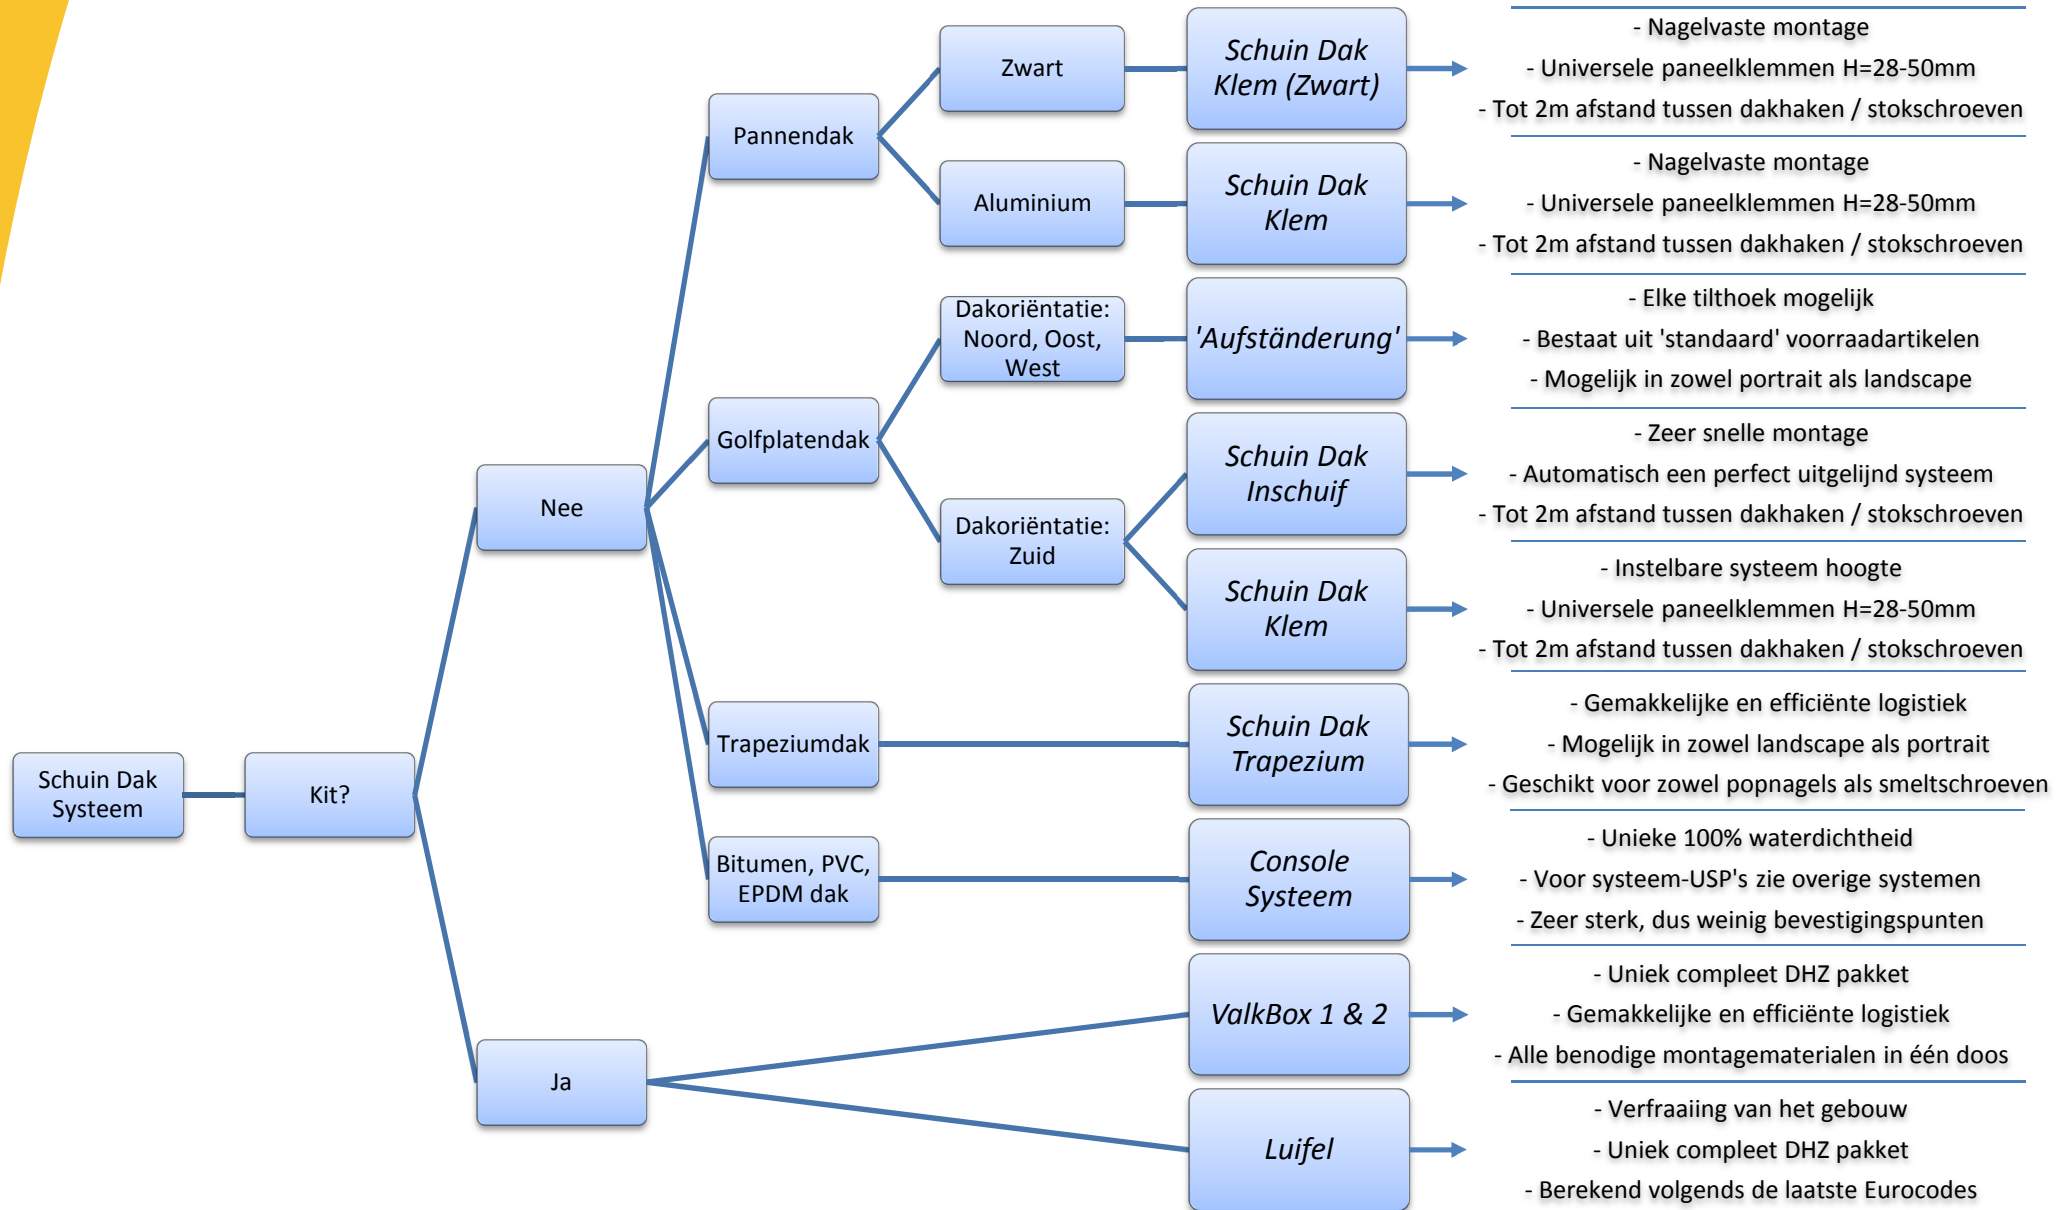 Schuin Dak
Systeem
Kit?
Nee
Ja
Pannendak
Golfplatendak
Trapeziumdak
Bitumen, PVC,
EPDM dak
Zwart
Aluminium
Dakoriëntatie:
Noord, Oost,
West
Dakoriëntatie:
Zuid
Schuin Dak
Klem (Zwart)
Schuin Dak
Klem
'Aufständerung'
Schuin Dak
Inschuif
Schuin Dak
Klem
Schuin Dak
Trapezium
Console
Systeem
ValkBox 1 & 2
Luifel
- Nagelvaste montage
- Universele paneelklemmen H=28-50mm
- Tot 2m afstand tussen dakhaken / stokschroeven
- Nagelvaste montage
- Universele paneelklemmen H=28-50mm
- Tot 2m afstand tussen dakhaken / stokschroeven
- Elke tilthoek mogelijk
- Bestaat uit 'standaard' voorraadartikelen
- Mogelijk in zowel portrait als landscape
- Zeer snelle montage
- Automatisch een perfect uitgelijnd systeem
- Tot 2m afstand tussen dakhaken / stokschroeven
- Instelbare systeem hoogte
- Universele paneelklemmen H=28-50mm
- Tot 2m afstand tussen dakhaken / stokschroeven
- Gemakkelijke en efficiënte logistiek
- Mogelijk in zowel landscape als portrait
- Geschikt voor zowel popnagels als smeltschroeven
- Unieke 100% waterdichtheid
- Voor systeem-USP's zie overige systemen
- Zeer sterk, dus weinig bevestigingspunten
- Uniek compleet DHZ pakket
- Gemakkelijke en efficiënte logistiek
- Alle benodige montagematerialen in één doos
- Verfraaiing van het gebouw
- Uniek compleet DHZ pakket
- Berekend volgends de laatste Eurocodes